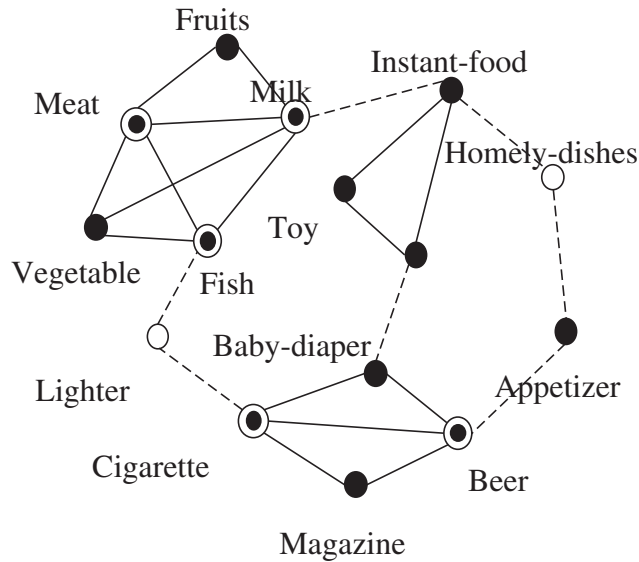 Fruits
Instant-food
Milk
Meat
Homely-dishes
Toy
Vegetable
Fish
Baby-diaper
Lighter
Appetizer
Cigarette
Beer
Magazine